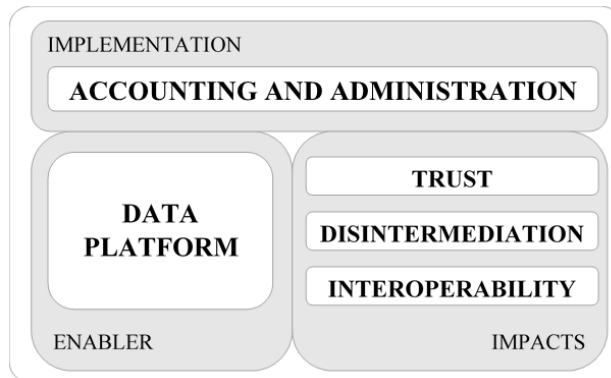 IMPLEMENTATION
ACCOUNTING AND ADMINISTRATION
DATA
PLATFORM
ENABLER
TRUST
DISINTERMEDIATION
INTEROPERABILITY
IMPACTS